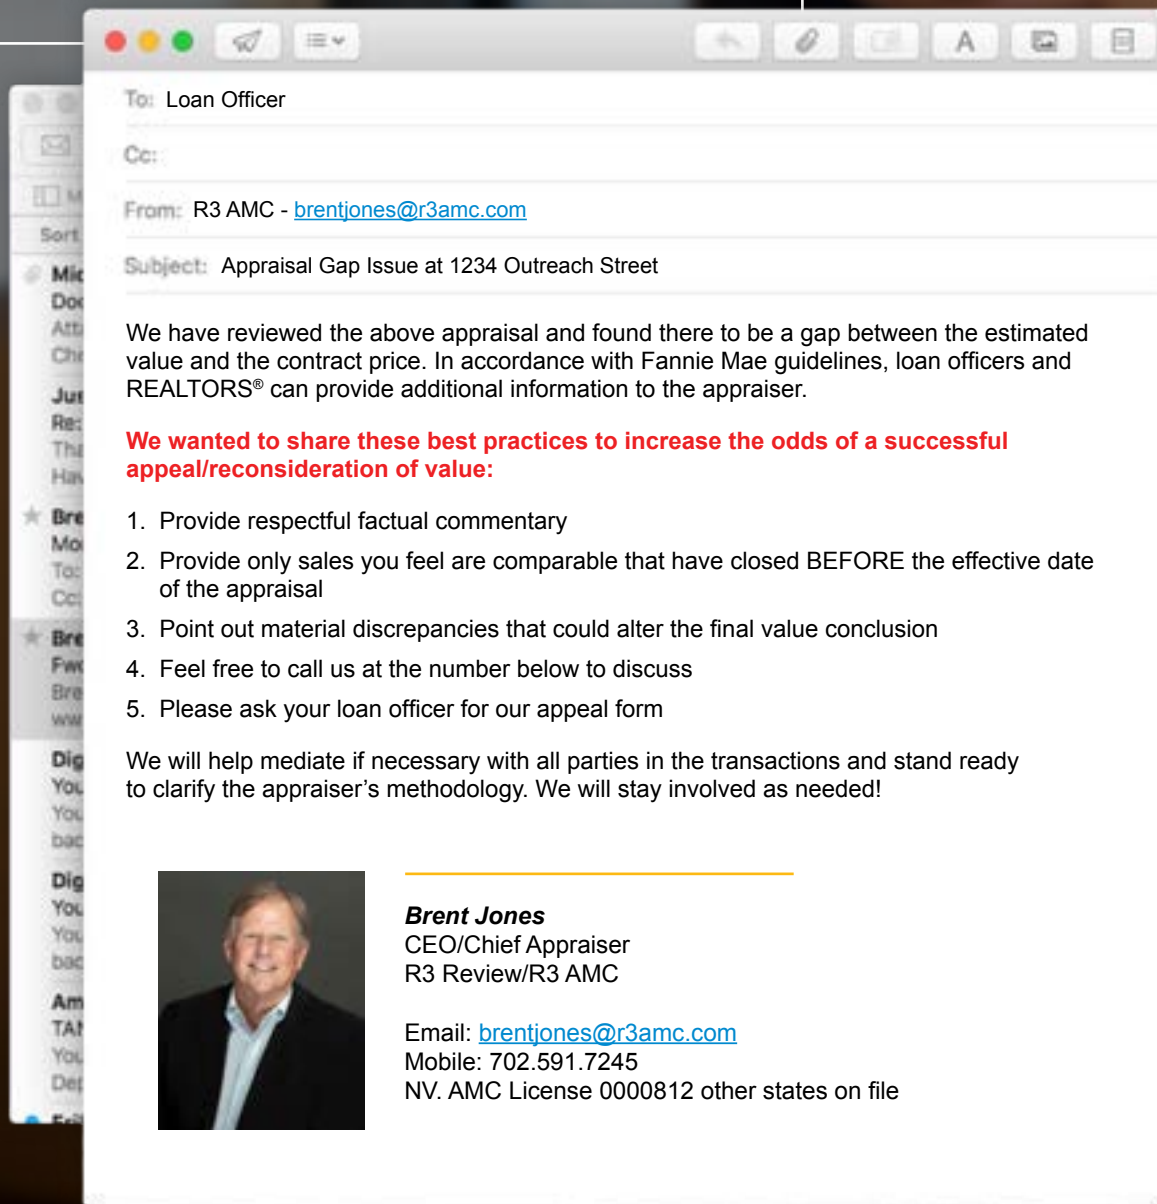 To: Loan Officer
Cc:
From: R3 AMC - brentjones@r3amc.com
Subject: Appraisal Gap Issue at 1234 Outreach Street
We have reviewed the above appraisal and found there to be a gap between the estimated
value and the contract price. In accordance with Fannie Mae guidelines, loan officers and
REALTORS® can provide additional information to the appraiser.
We wanted to share these best practices to increase the odds of a successful
appeal/reconsideration of value:
1. Provide respectful factual commentary
2. Provide only sales you feel are comparable that have closed BEFORE the effective date
of the appraisal
3. Point out material discrepancies that could alter the final value conclusion
4. Feel free to call us at the number below to discuss
5. Please ask your loan officer for our appeal form
We will help mediate if necessary with all parties in the transactions and stand ready
to clarify the appraiser’s methodology. We will stay involved as needed!
Brent Jones
CEO/Chief Appraiser
R3 Review/R3 AMC
Email: brentjones@r3amc.com
Mobile: 702.591.7245
NV. AMC License 0000812 other states on file
Sort
Re:
To:
Cc: